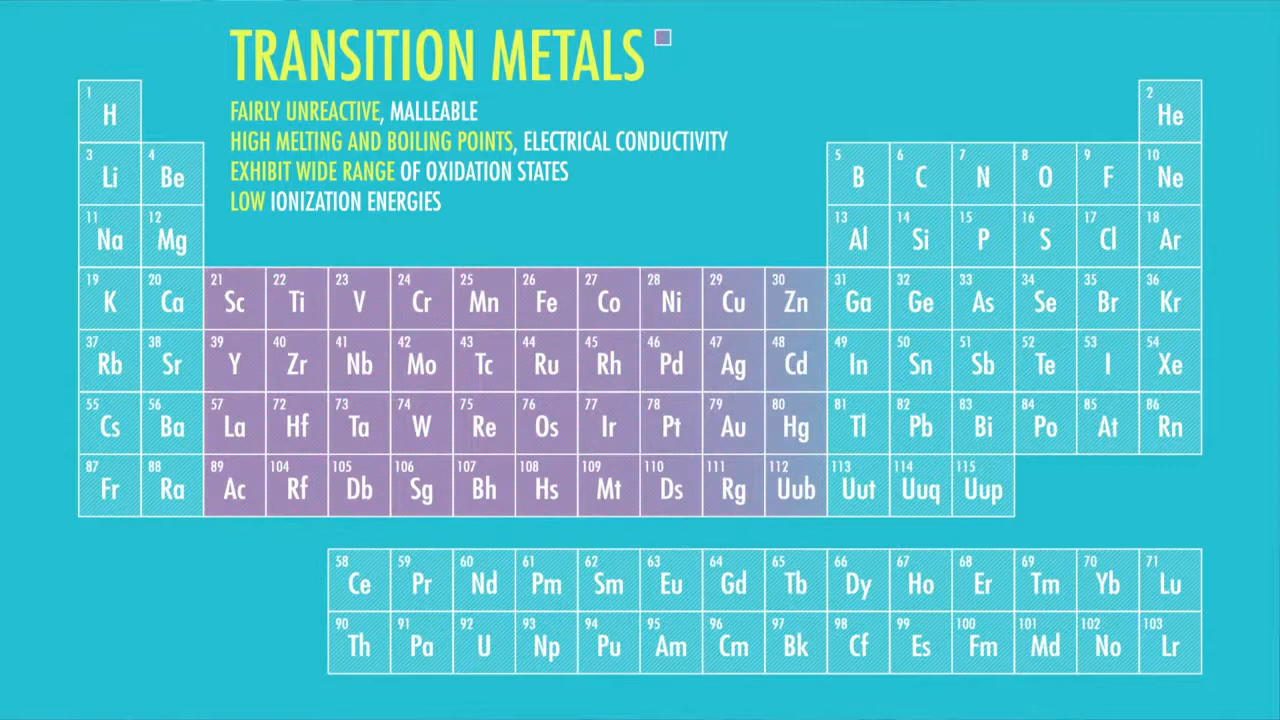 TRANSITION METALS
FAIRLY UNREACTIVE, MALLEABLE
HIGH MELTING AND BOILING POINTS, ELECTRICAL CONDUCTIVITY
EXHIBIT WIDE RANGE OF OXIDATION STATES
LOW IONIZATION ENERGIES
1 2
H He
3 4 5 6 7 8 9 10
Li Be B C N O F Ne
11 12 13 14 15 16 17 18
Na Mg Al Si P S Cl Ar
19 20 21 22 23 24 25 26 27 28 29 30 31 32 33 34 35 36
K Ca Sc Ti V Cr Mn Fe Co Ni Cu Zn Ga Ge As Se Br Kr
37 38 39 40 41 42 43 44 45 46 47 48 49 50 51 52 53 54
Rb Sr Y Zr Nb Mo Tc Ru Rh Pd Ag Cd In Sn Sb Te I Xe
55 56 57 72 73 74 75 76 77 78 79 80 81 82 83 84 85 86
Cs Ba La Hf Ta W Re Os Ir Pt Au Hg Tl Pb Bi Po At Rn
87 88 89 104 105 106 107 108 109 110 111 112 113 114 115
Fr Ra Ac Rf Db Sg Bh Hs Mt Ds Rg Uub Uut Uuq Uup
58 59 60 61 62 63 64 65 66 67 68 69 70 71
Ce Pr Nd Pm Sm Eu Gd Tb Dy Ho Er Tm Yb Lu
90 91 92 93 94 95 96 97 98 99 100 101 102 103
Th Pa U Np Pu Am Cm Bk Cf Es Fm Md No Lr